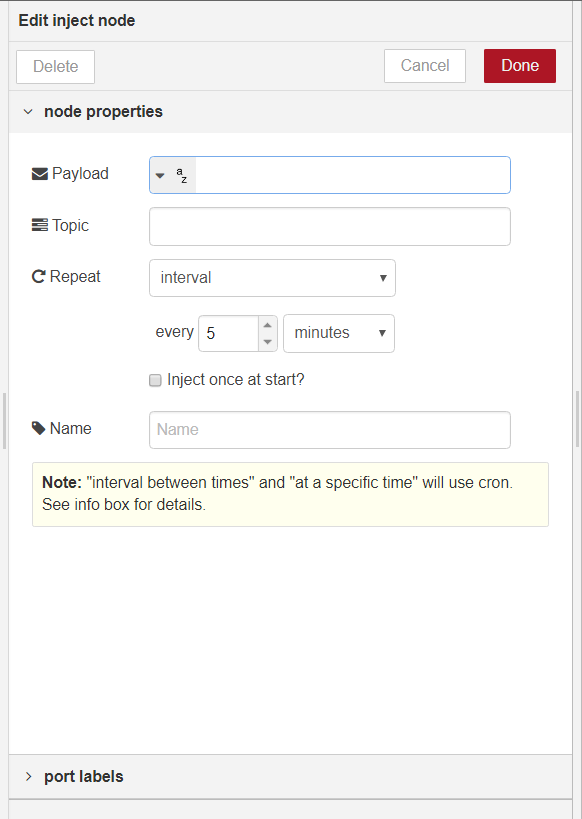 Edit inject node
Delete
Cancel
Done
node properties
Payload
a
z
Topic
Repeat
interval
every
5
minutes
Inject once at start?
Name
Name
Note: "interval between times" and "at a specific time" will use cron.
See info box for details.
port labels